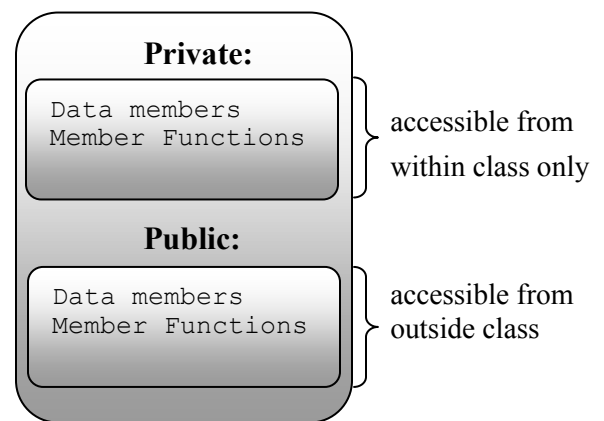 Private:
Data members
Member Functions
accessible from
within class only
Public:
Data members
Member Functions
accessible from
outside class